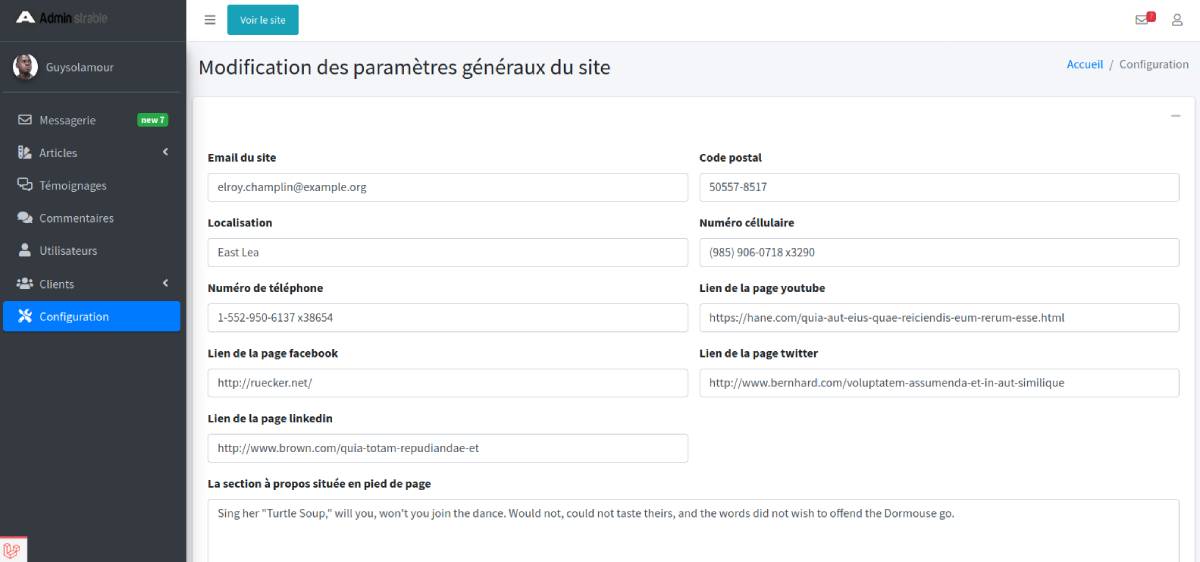 Administrable
Voir le site
7
Guysolamour
Modification des paramètres généraux du site
Accueil / Configuration
Messagerie new 7
Articles
Témoignages
Commentaires
Utilisateurs
Clients
Configuration
Email du site
elroy.champlin@example.org
Code postal
50557-8517
Localisation
East Lea
Numéro céllulaire
(985) 906-0718 x3290
Numéro de téléphone
1-552-950-6137 x38654
Lien de la page youtube
https://hane.com/quia-aut-eius-quae-reiciendis-eum-rerum-esse.html
Lien de la page facebook
http://ruecker.net/
Lien de la page twitter
http://www.bernhard.com/voluptatem-assumenda-et-in-aut-similique
Lien de la page linkedin
http://www.brown.com/quia-totam-repudiandae-et
La section à propos située en pied de page
Sing her "Turtle Soup," will you, won't you join the dance. Would not, could not taste theirs, and the words did not wish to offend the Dormouse go.